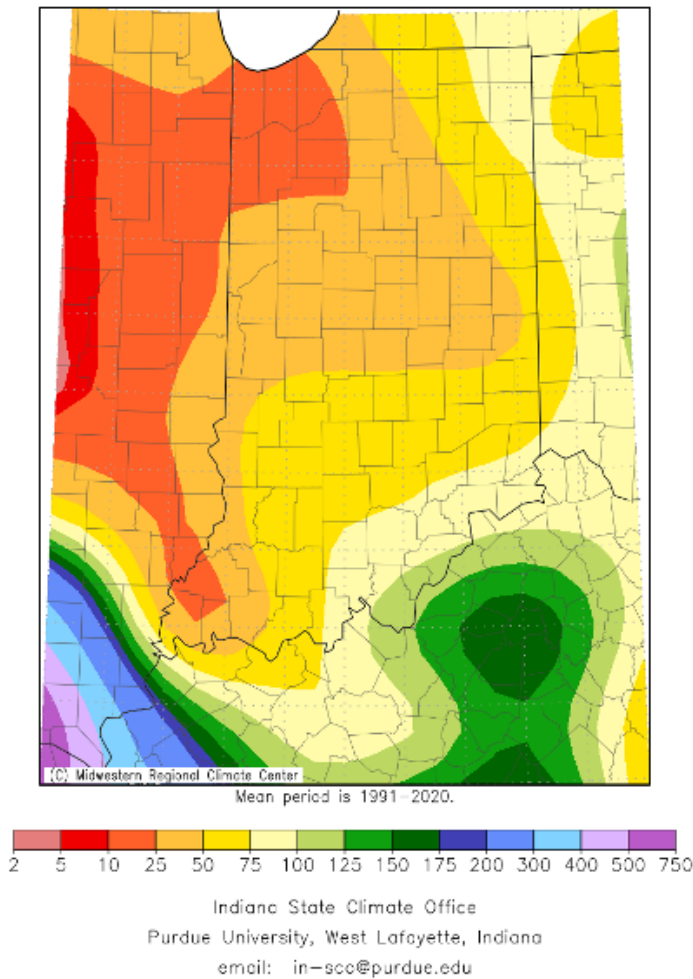 (C) Midwestern Regional Climate Center
Mean period is 1991-2020.
2 5 10 25 50 75 100 125 150 175 200 300 400 500 750
Indiana State Climate Office
Purdue University, West Lafayette, Indiana
email: in-sco@purdue.edu